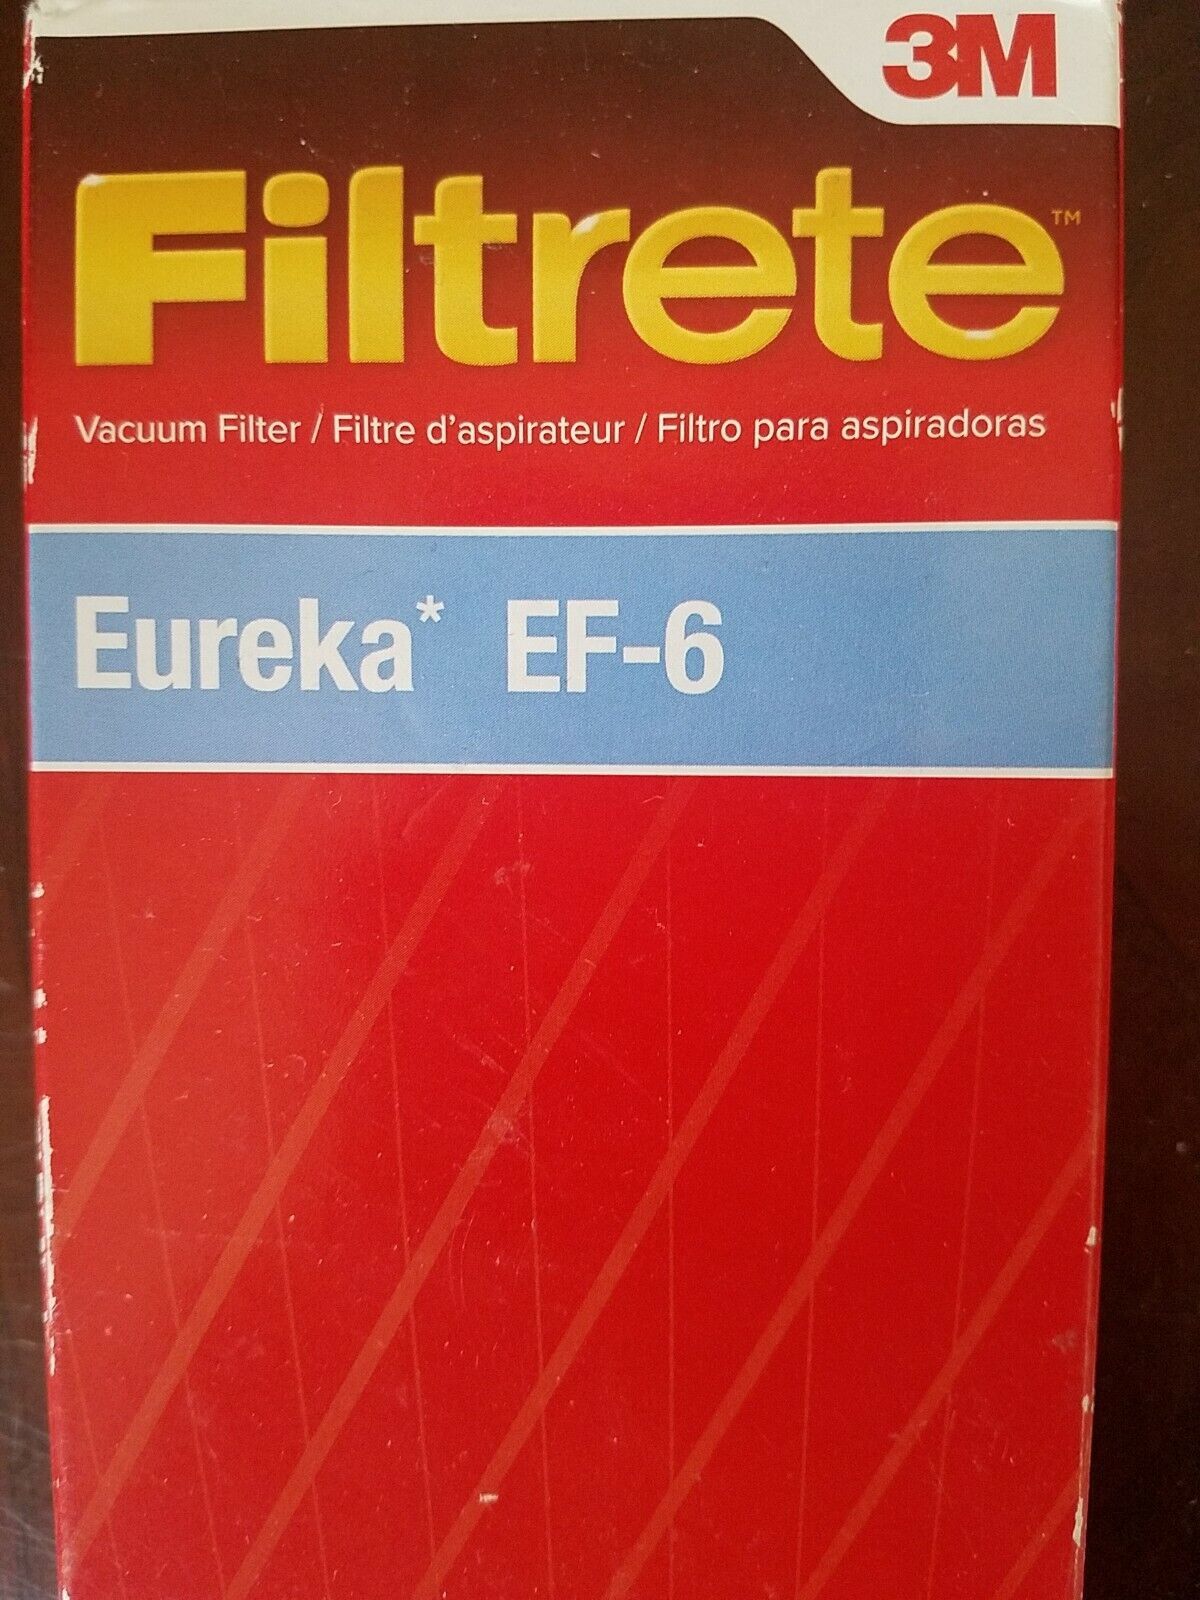 3M
Filtrete™
Vacuum Filter / Filtre d'aspirateur / Filtro para aspiradoras
Eureka* EF-6